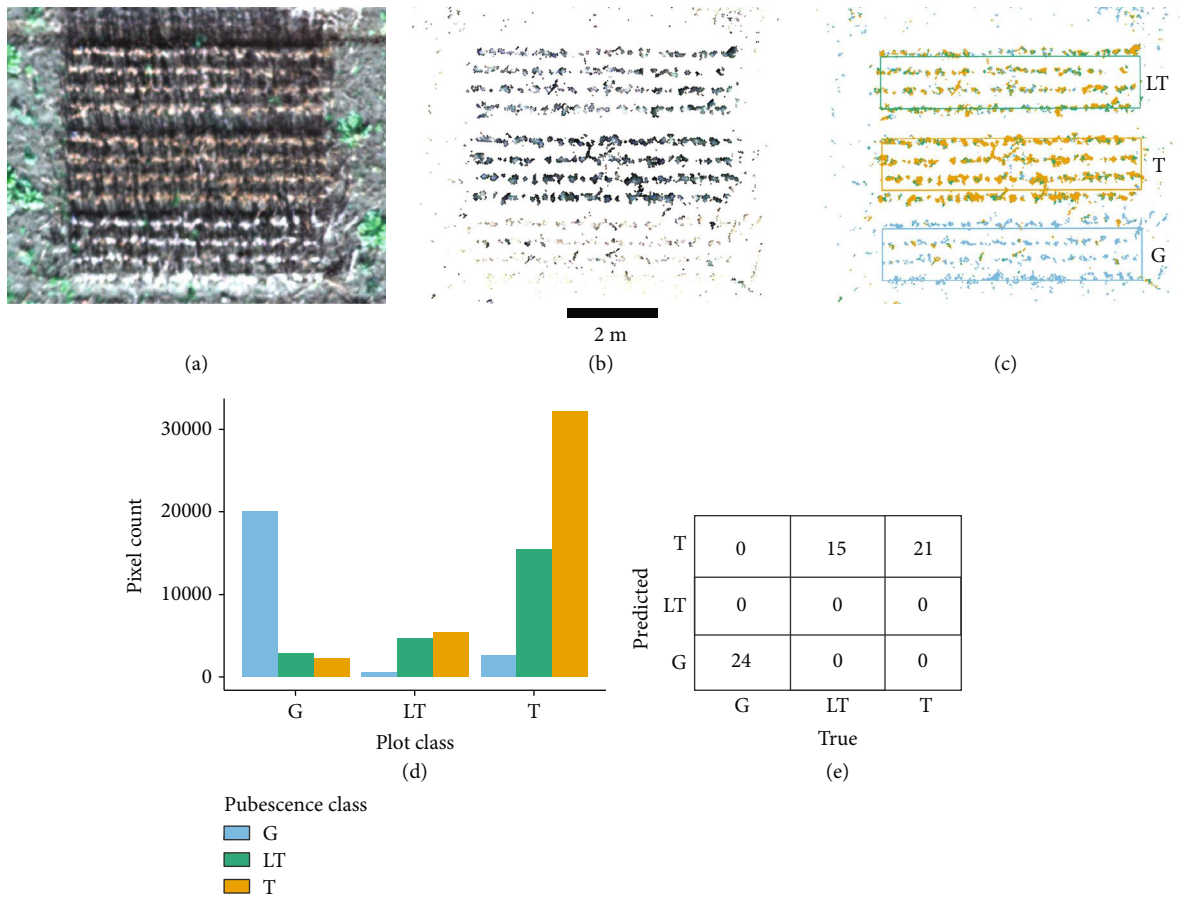 LT
T
G
2 m
(a)
(b)
(c)
30000
20000
10000
0
Pixel count
G
LT
T
Plot class
(d)
Pubescence class
G
LT
T
Predicted
T
0
15
21
LT
0
0
0
G
24
0
0
G
LT
T
True
(e)